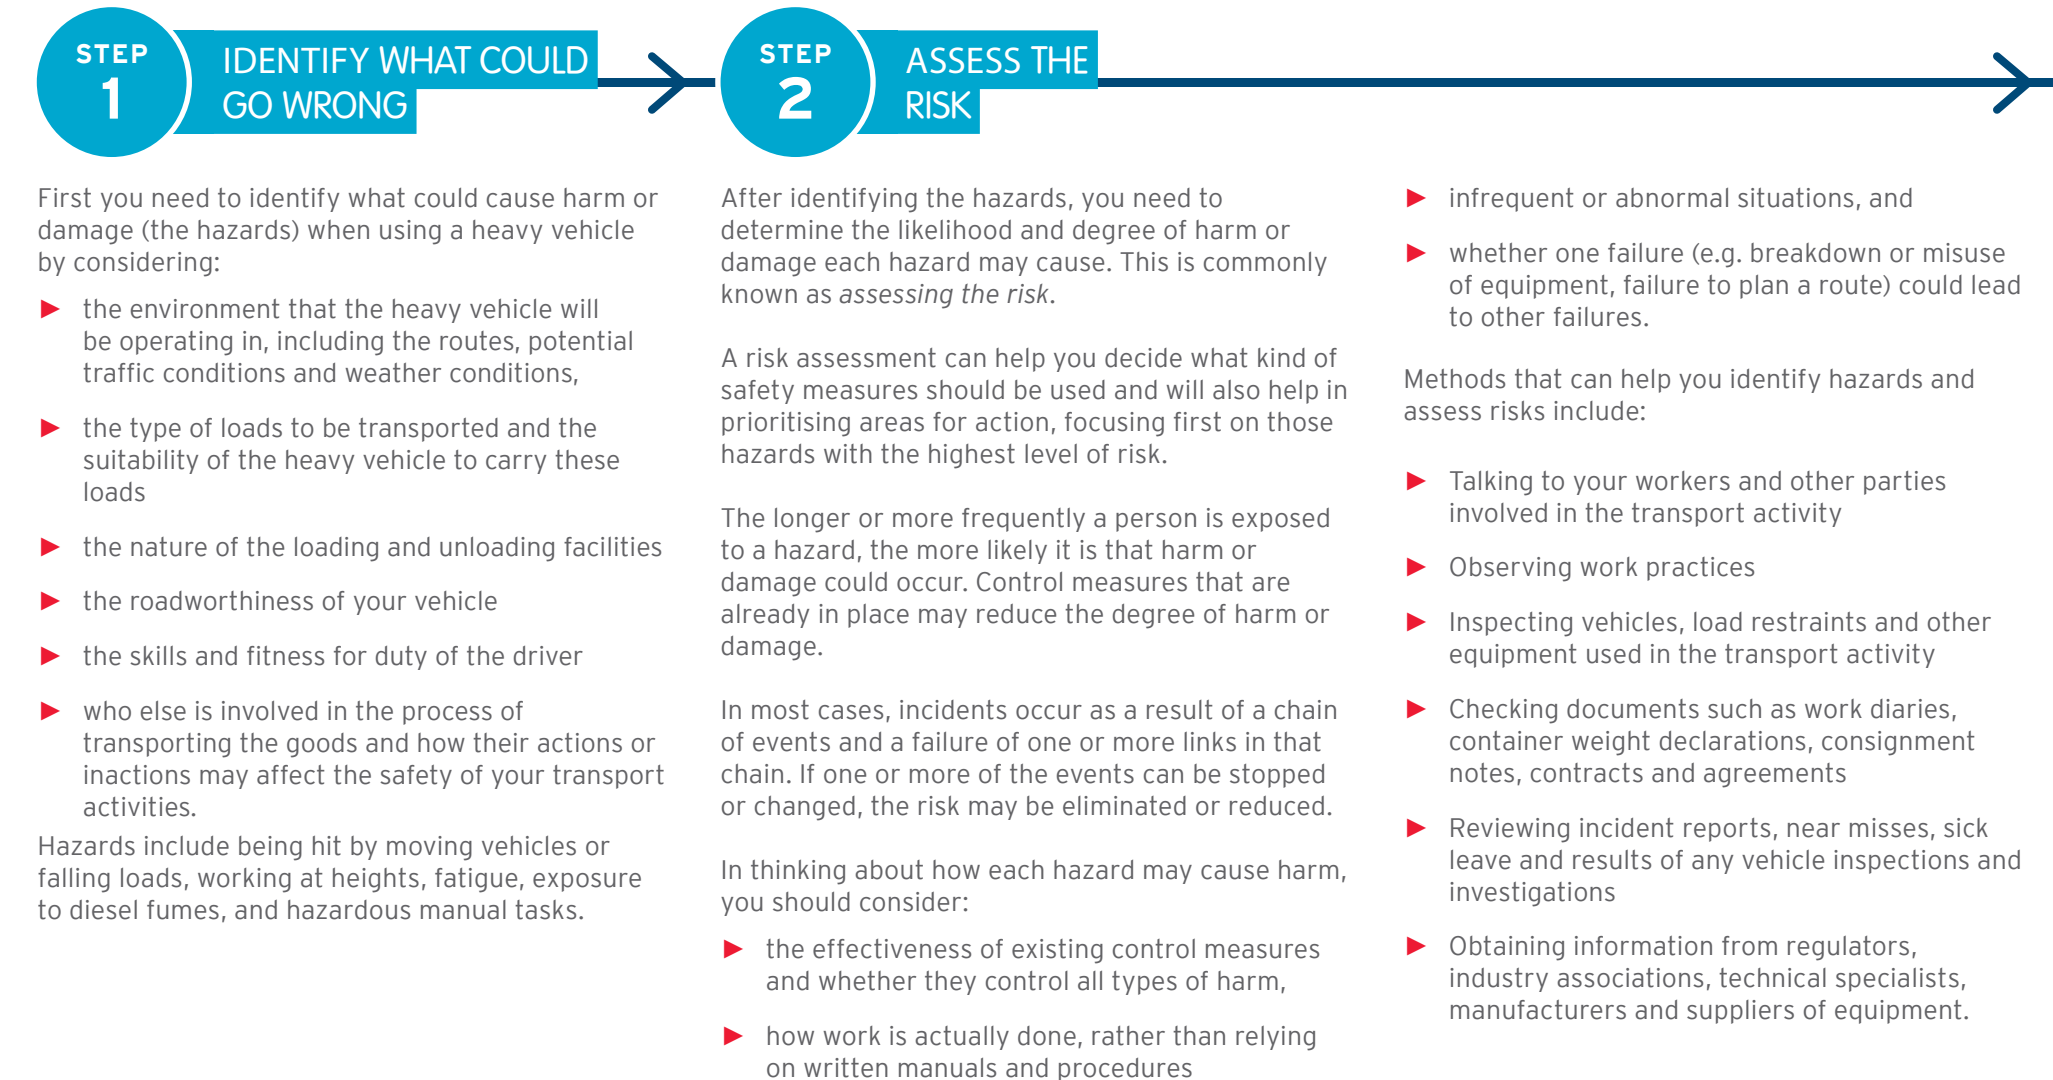 STEP
1
IDENTIFY WHAT COULD
GO WRONG
First you need to identify what could cause harm or
damage (the hazards) when using a heavy vehicle
by considering:
► the environment that the heavy vehicle will
be operating in, including the routes, potential
traffic conditions and weather conditions,
► the type of loads to be transported and the
suitability of the heavy vehicle to carry these
loads
► the nature of the loading and unloading facilities
► the roadworthiness of your vehicle
► the skills and fitness for duty of the driver
► who else is involved in the process of
transporting the goods and how their actions or
inactions may affect the safety of your transport
activities.
Hazards include being hit by moving vehicles or
falling loads, working at heights, fatigue, exposure
to diesel fumes, and hazardous manual tasks.
STEP
2
ASSESS THE
RISK
After identifying the hazards, you need to
determine the likelihood and degree of harm or
damage each hazard may cause. This is commonly
known as assessing the risk.
A risk assessment can help you decide what kind of
safety measures should be used and will also help in
prioritising areas for action, focusing first on those
hazards with the highest level of risk.
The longer or more frequently a person is exposed
to a hazard, the more likely it is that harm or
damage could occur. Control measures that are
already in place may reduce the degree of harm or
damage.
In most cases, incidents occur as a result of a chain
of events and a failure of one or more links in that
chain. If one or more of the events can be stopped
or changed, the risk may be eliminated or reduced.
In thinking about how each hazard may cause harm,
you should consider:
► the effectiveness of existing control measures
and whether they control all types of harm,
► how work is actually done, rather than relying
on written manuals and procedures
► infrequent or abnormal situations, and
► whether one failure (e.g. breakdown or misuse
of equipment, failure to plan a route) could lead
to other failures.
Methods that can help you identify hazards and
assess risks include:
► Talking to your workers and other parties
involved in the transport activity
► Observing work practices
► Inspecting vehicles, load restraints and other
equipment used in the transport activity
► Checking documents such as work diaries,
container weight declarations, consignment
notes, contracts and agreements
► Reviewing incident reports, near misses, sick
leave and results of any vehicle inspections and
investigations
► Obtaining information from regulators,
industry associations, technical specialists,
manufacturers and suppliers of equipment.